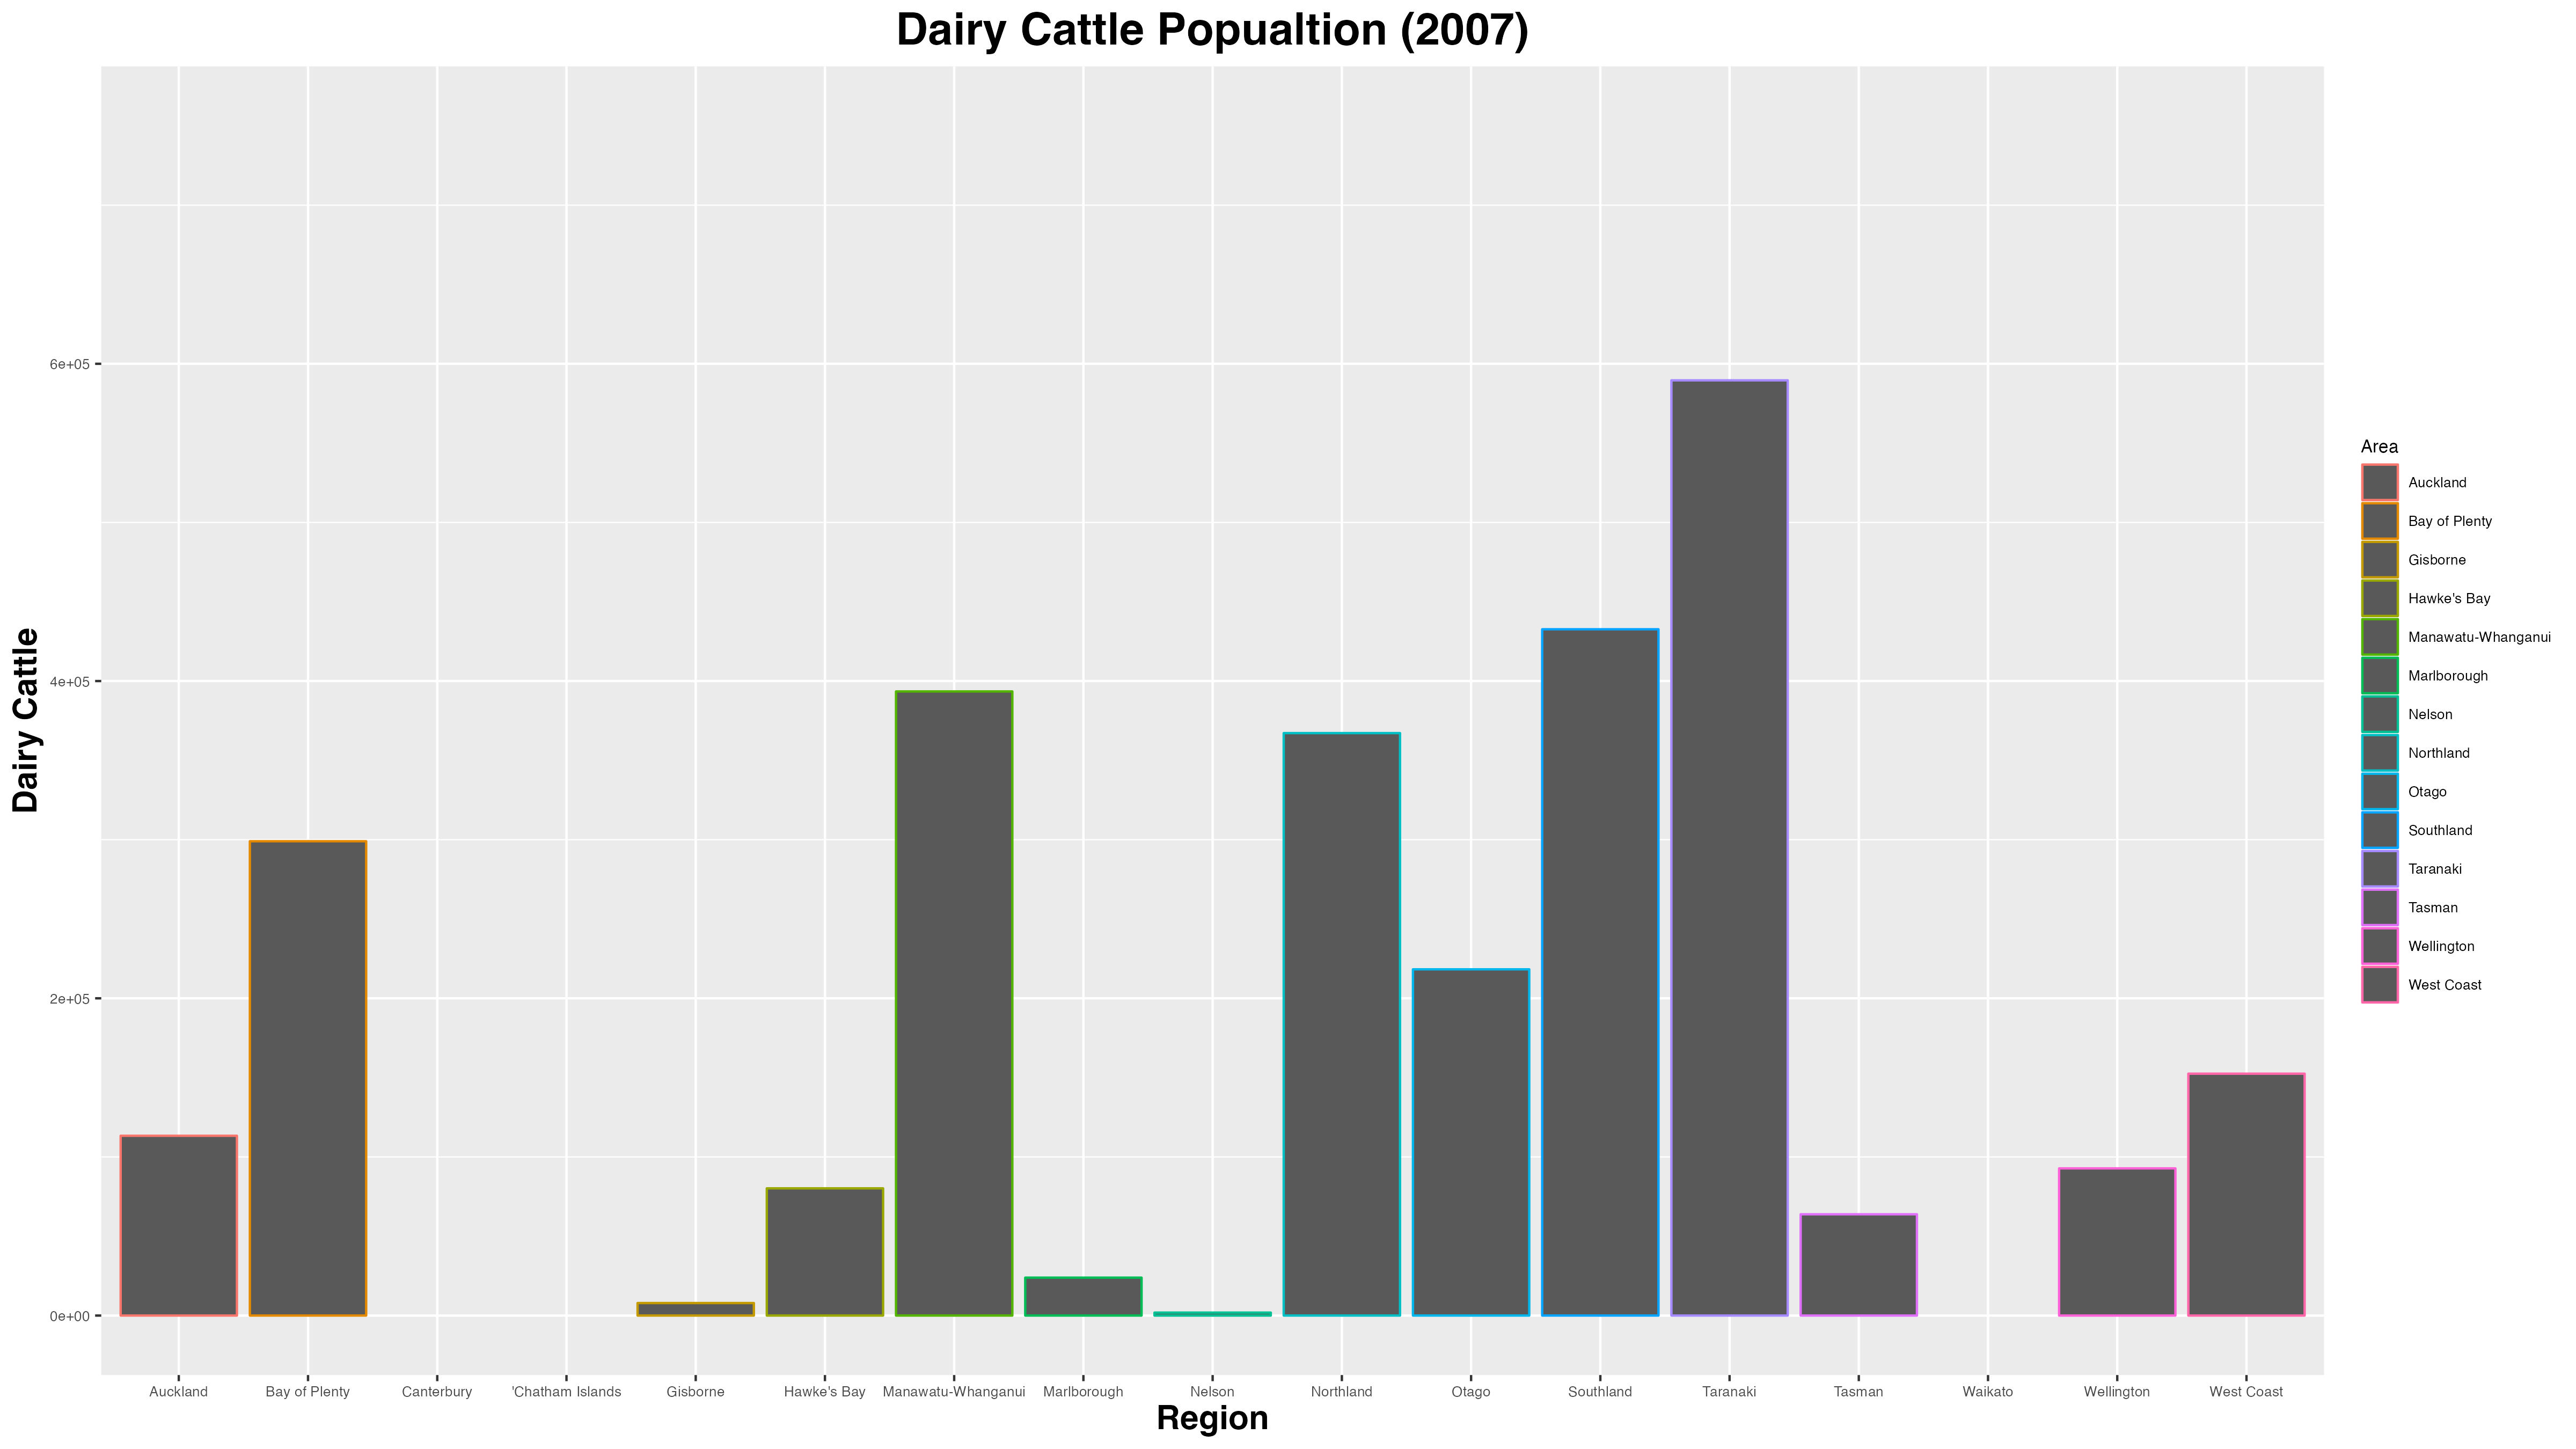 Dairy Cattle Popualtion (2007)
Dairy Cattle
6e+05
4e+05
2e+05
0e+00
Auckland
Bay of Plenty
Canterbury
'Chatham Islands
Gisborne
Hawke's Bay
Manawatu-Whanganui
Marlborough
Nelson
Northland
Otago
Southland
Taranaki
Tasman
Waikato
Wellington
West Coast
Region
Area
Auckland
Bay of Plenty
Gisborne
Hawke's Bay
Manawatu-Whanganui
Marlborough
Nelson
Northland
Otago
Southland
Taranaki
Tasman
Wellington
West Coast